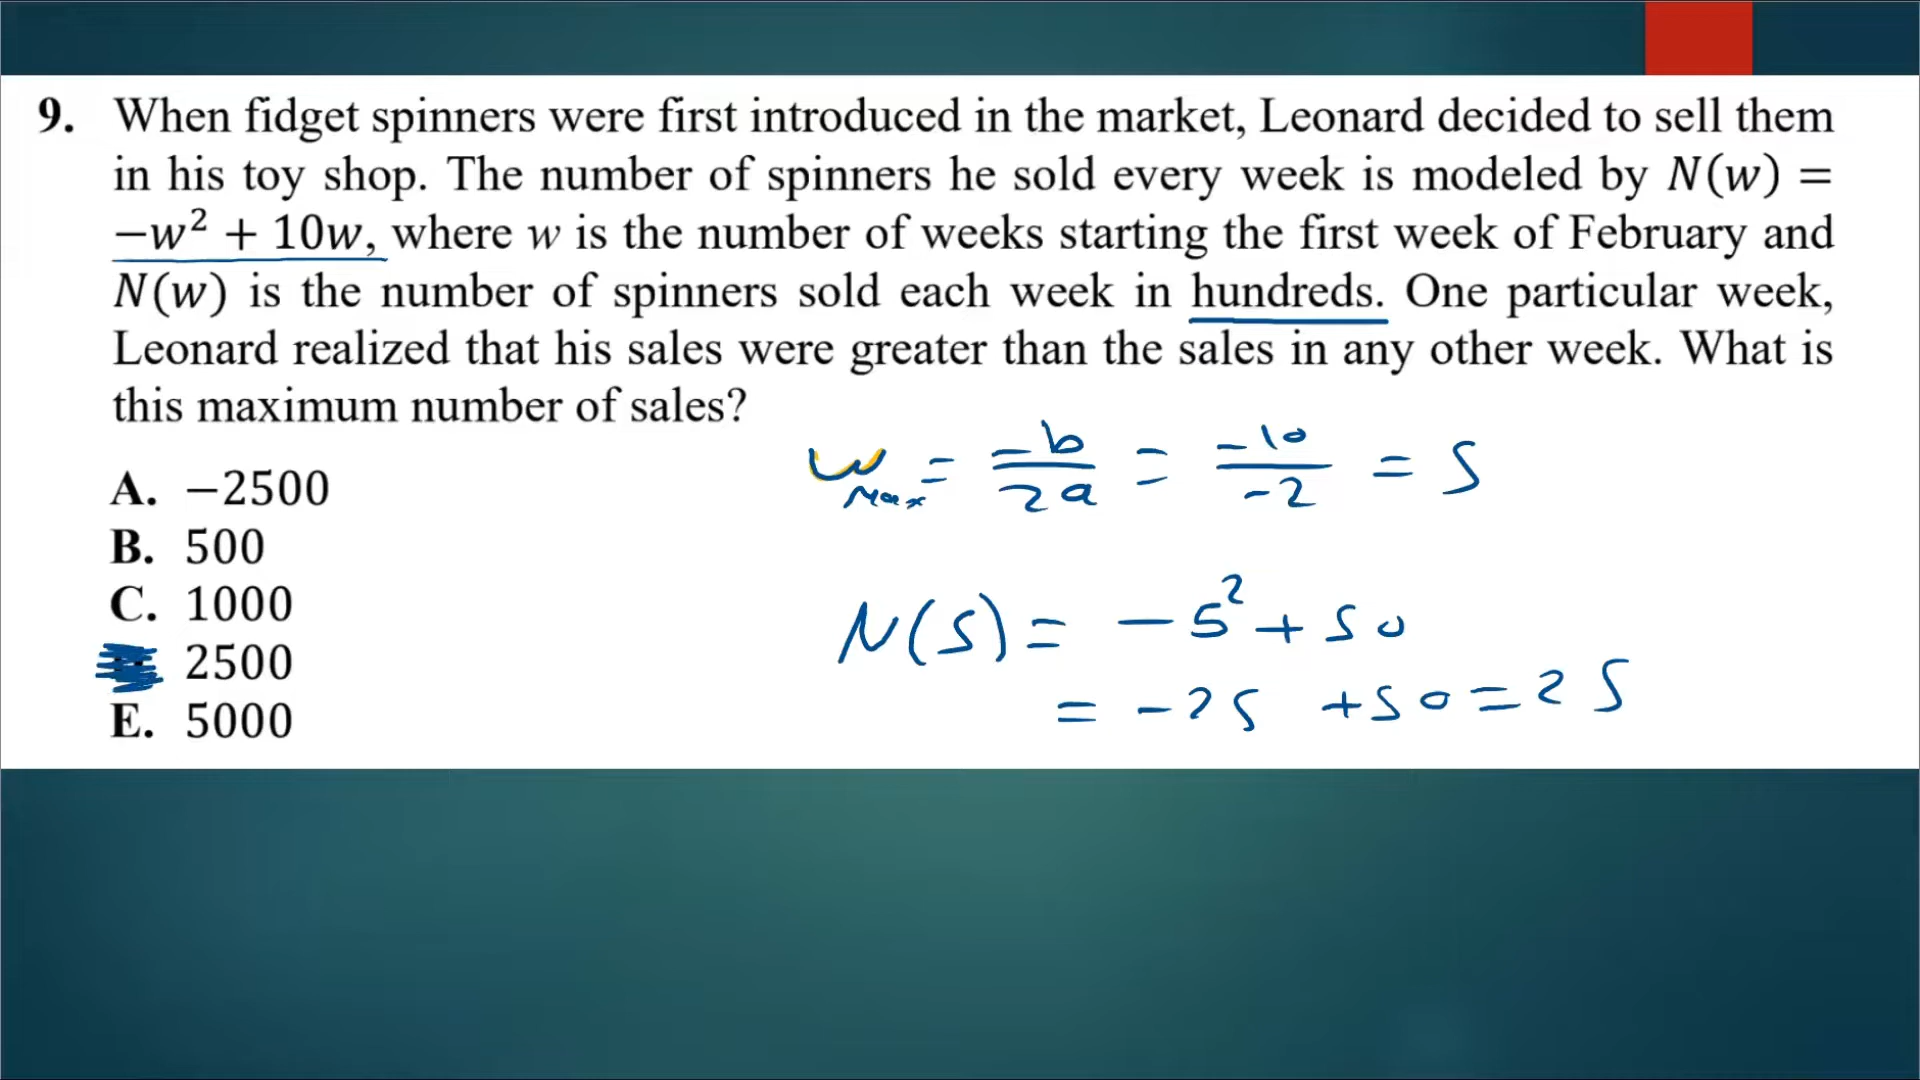 9. When fidget spinners were first introduced in the market, Leonard decided to sell them
in his toy shop. The number of spinners he sold every week is modeled by N(w) =
−w² + 10w, where w is the number of weeks starting the first week of February and
N(w) is the number of spinners sold each week in hundreds. One particular week,
Leonard realized that his sales were greater than the sales in any other week. What is
this maximum number of sales?
w max = -b/2a = -10/-2 = 5
A. −2500
B. 500
C. 1000
2500
E. 5000
N(5) = -5² + 50
= -25 +50 = 25